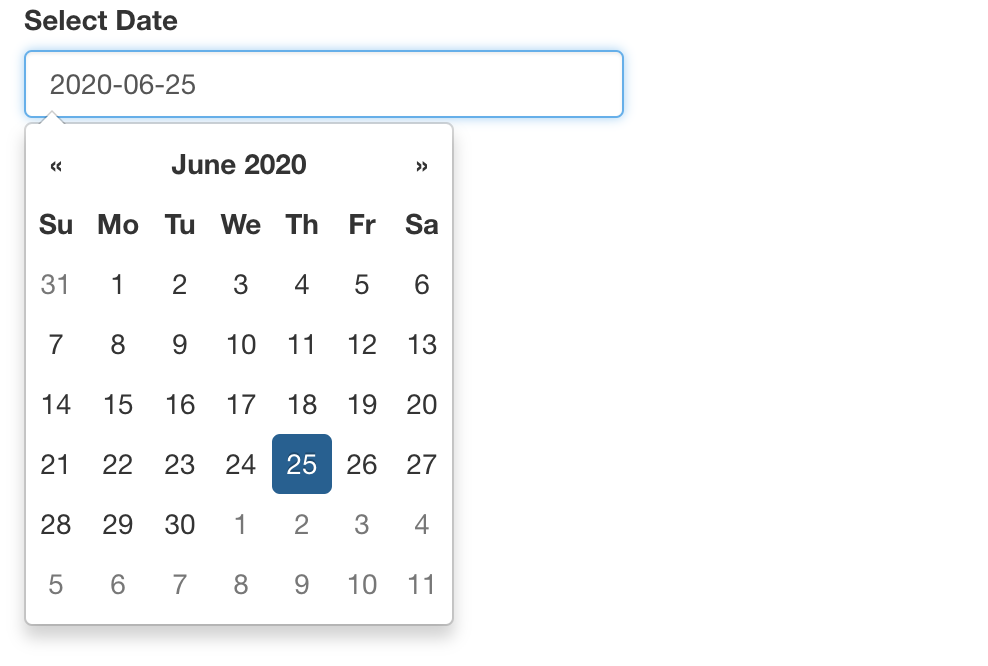 Select Date
2020-06-25
« June 2020 »
Su Mo Tu We Th Fr Sa
31 1 2 3 4 5 6
7 8 9 10 11 12 13
14 15 16 17 18 19 20
21 22 23 24 25 26 27
28 29 30 1 2 3 4
5 6 7 8 9 10 11